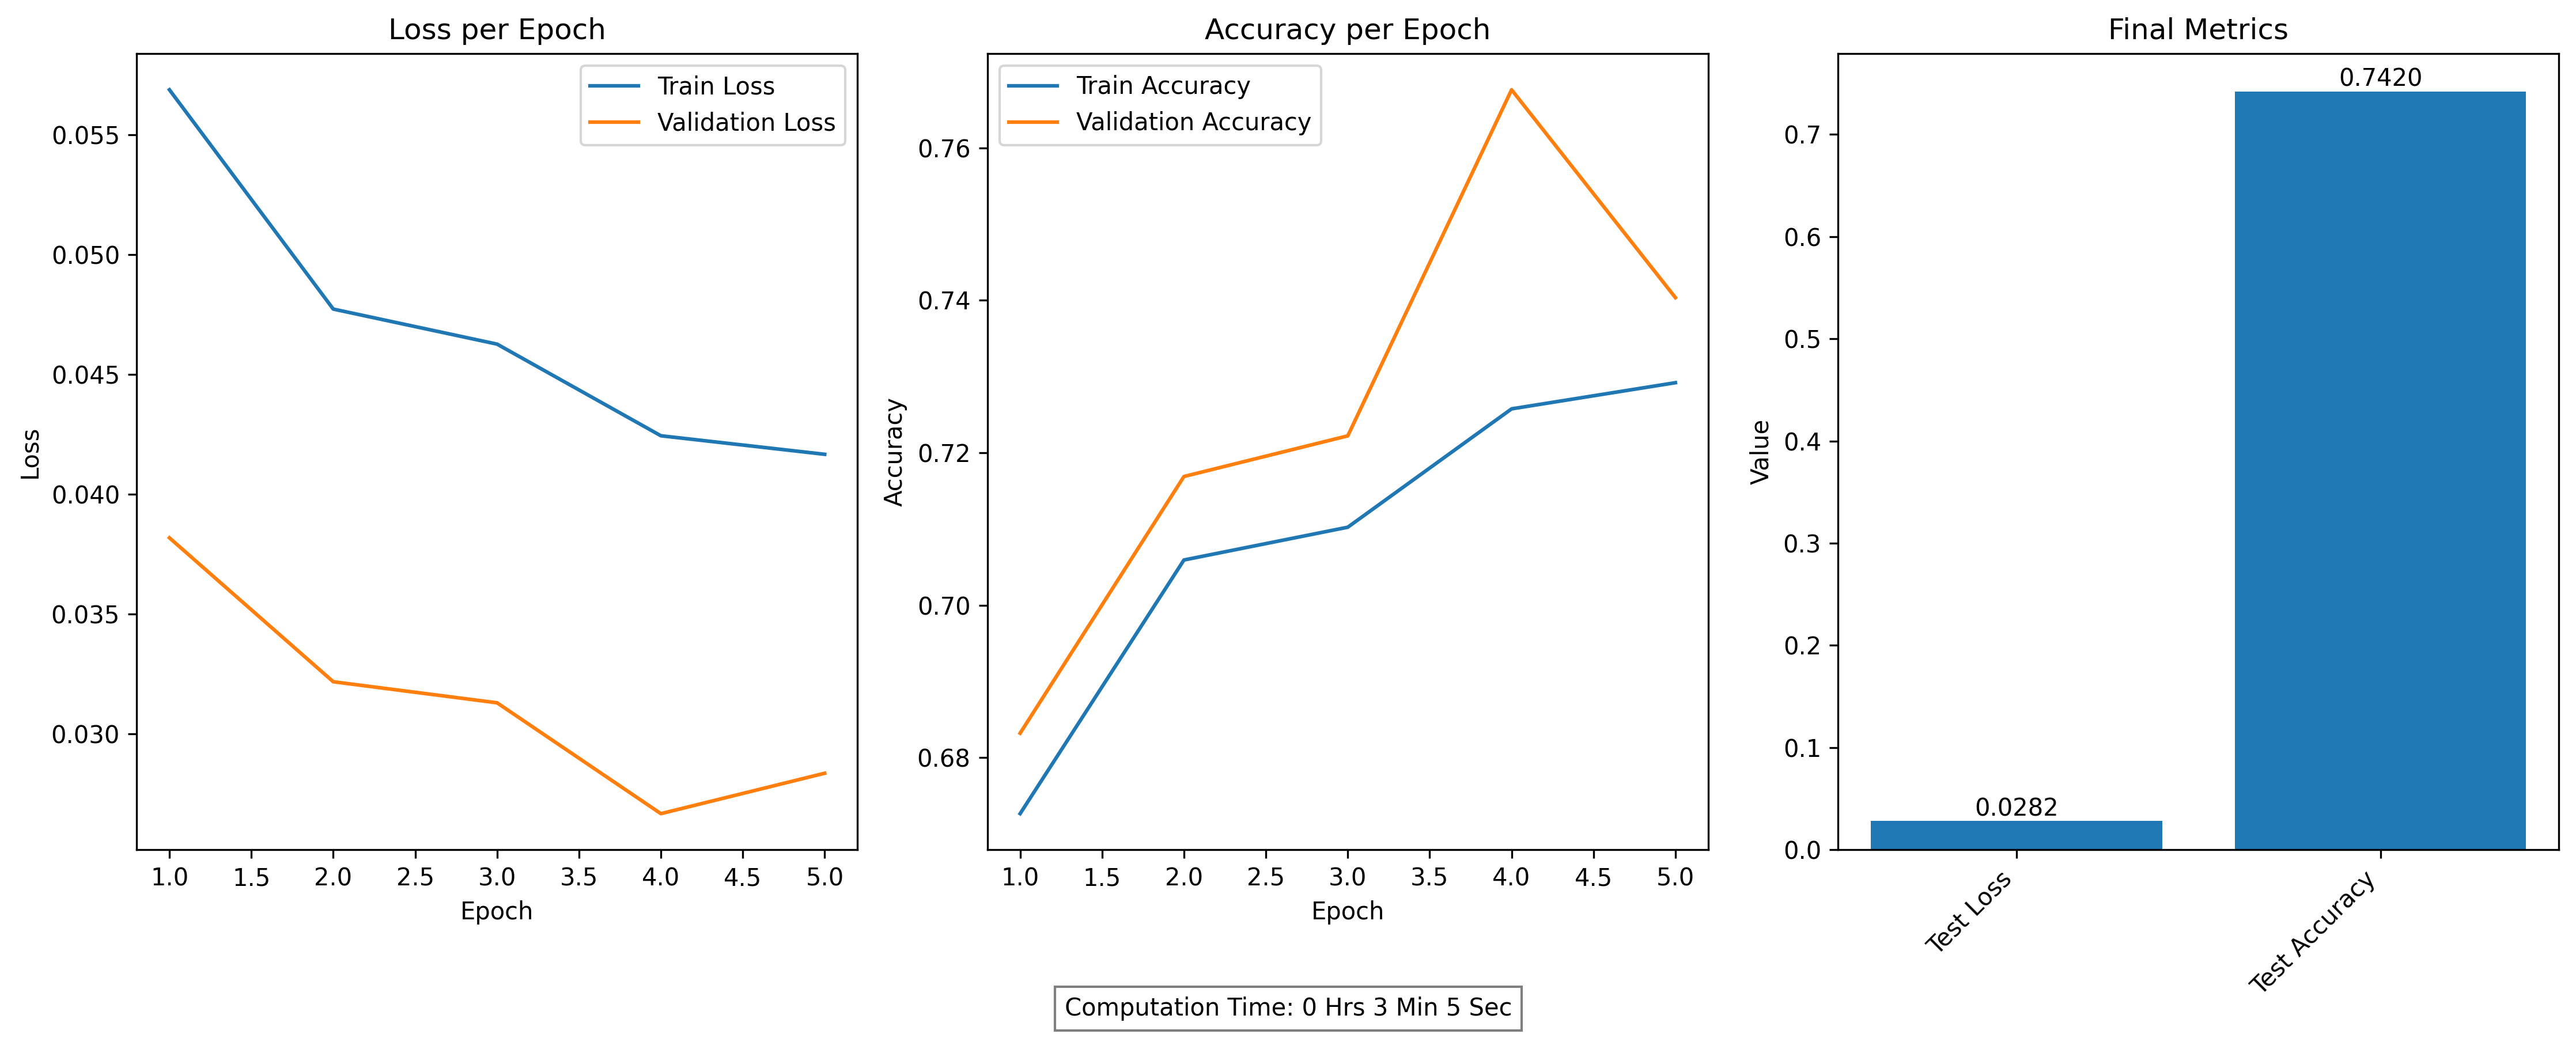 Loss per Epoch
Train Loss
Validation Loss
0.055
0.050
0.045
0.040
0.035
0.030
Loss
1.0 1.5 2.0 2.5 3.0 3.5 4.0 4.5 5.0
Epoch
Accuracy per Epoch
Train Accuracy
Validation Accuracy
0.76
0.74
0.72
0.70
0.68
Accuracy
1.0 1.5 2.0 2.5 3.0 3.5 4.0 4.5 5.0
Epoch
Final Metrics
0.7420
0.0282
0.7
0.6
0.5
0.4
0.3
0.2
0.1
0.0
Value
Test Loss
Test Accuracy
Computation Time: 0 Hrs 3 Min 5 Sec